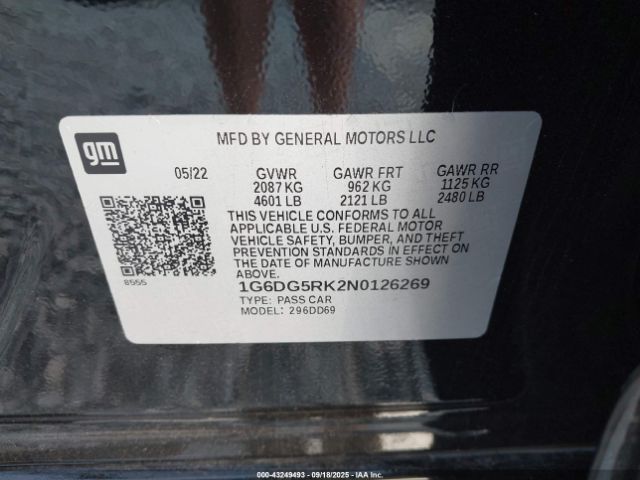 gm
MFD BY GENERAL MOTORS LLC
05/22 GVWR GAWR FRT GAWR RR
2087 KG 962 KG 1125 KG
4601 LB 2121 LB 2480 LB
THIS VEHICLE CONFORMS TO ALL
APPLICABLE U.S. FEDERAL MOTOR
VEHICLE SAFETY, BUMPER, AND THEFT
PREVENTION STANDARDS IN EFFECT ON
THE DATE OF MANUFACTURE SHOWN
ABOVE.
8555
1G6DG5RK2N0126269
TYPE: PASS CAR
MODEL: 296DD69
000-43249493 - 09/18/2025 - IAA Inc.